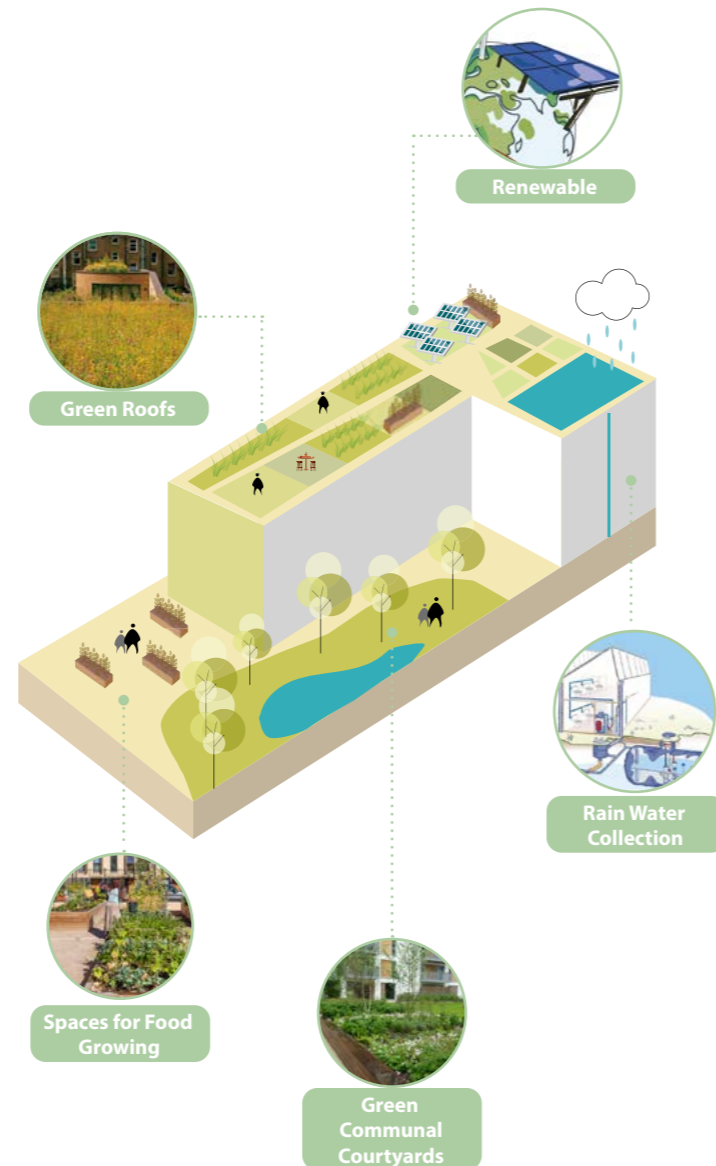 Renewable
Green Roofs
Rain Water
Collection
Spaces for Food
Growing
Green
Communal
Courtyards